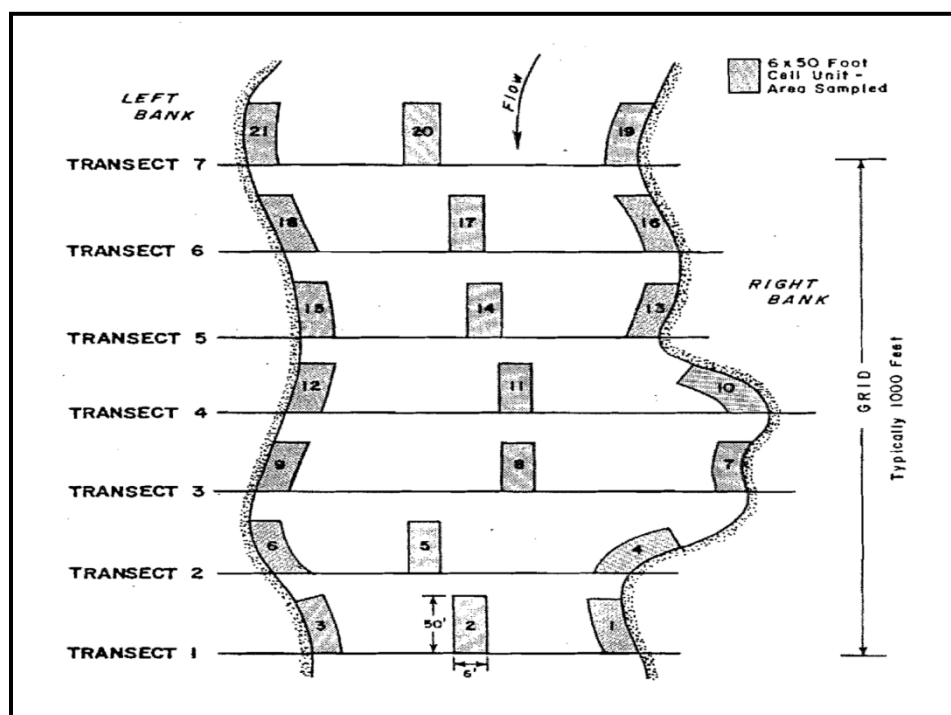 6 x 50 Foot
Cell Unit -
Area Sampled
LEFT
BANK
Flow
21
20
19
TRANSECT 7
18
17
16
TRANSECT 6
RIGHT
BANK
15
14
13
TRANSECT 5
12
11
10
TRANSECT 4
GRID
Typically 1000 Feet
9
8
7
TRANSECT 3
6
5
4
TRANSECT 2
3
50'
2
1
TRANSECT 1
6'